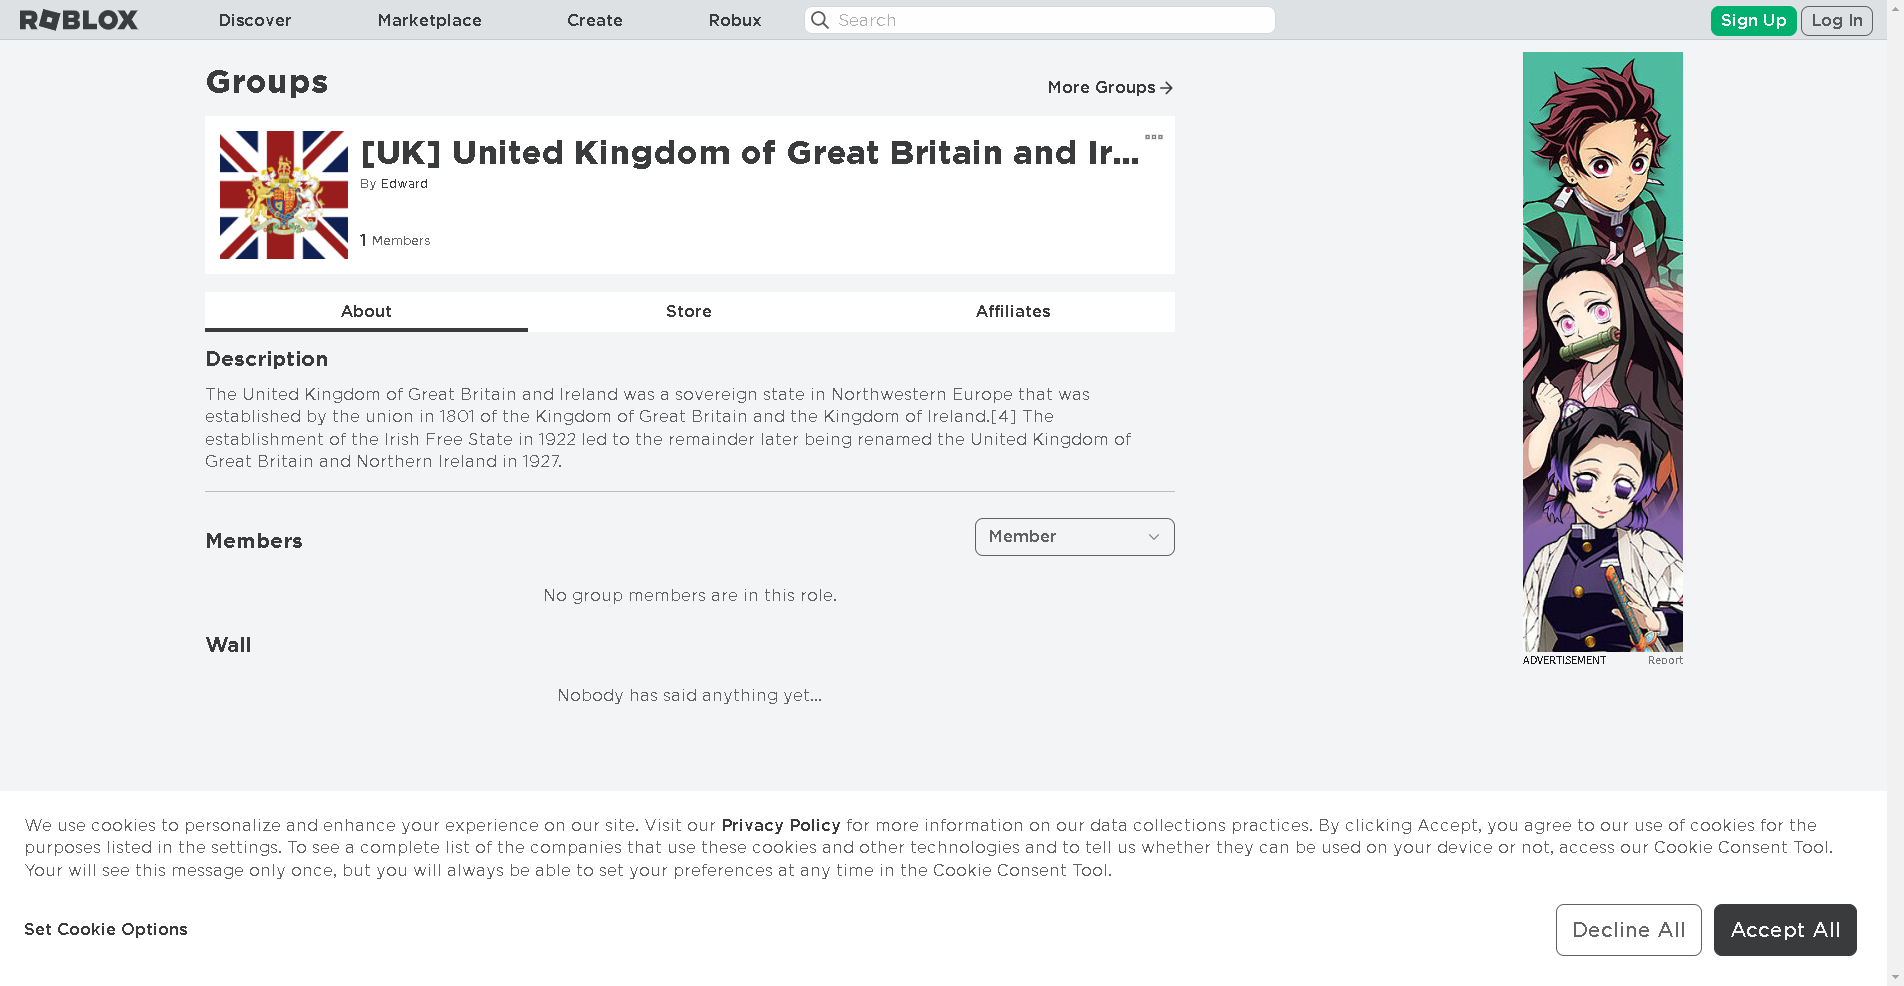 ROBLOX
Discover
Marketplace
Create
Robux
Search
Sign Up
Log In
Groups
More Groups
[UK] United Kingdom of Great Britain and Ir...
By Edward
1 Members
About
Store
Affiliates
Description
The United Kingdom of Great Britain and Ireland was a sovereign state in Northwestern Europe that was
established by the union in 1801 of the Kingdom of Great Britain and the Kingdom of Ireland.[4] The
establishment of the Irish Free State in 1922 led to the remainder later being renamed the United Kingdom of
Great Britain and Northern Ireland in 1927.
Members
Member
No group members are in this role.
Wall
Nobody has said anything yet...
ADVERTISEMENT
Report
We use cookies to personalize and enhance your experience on our site. Visit our Privacy Policy for more information on our data collections practices. By clicking Accept, you agree to our use of cookies for the
purposes listed in the settings. To see a complete list of the companies that use these cookies and other technologies and to tell us whether they can be used on your device or not, access our Cookie Consent Tool.
Your will see this message only once, but you will always be able to set your preferences at any time in the Cookie Consent Tool.
Set Cookie Options
Decline All
Accept All